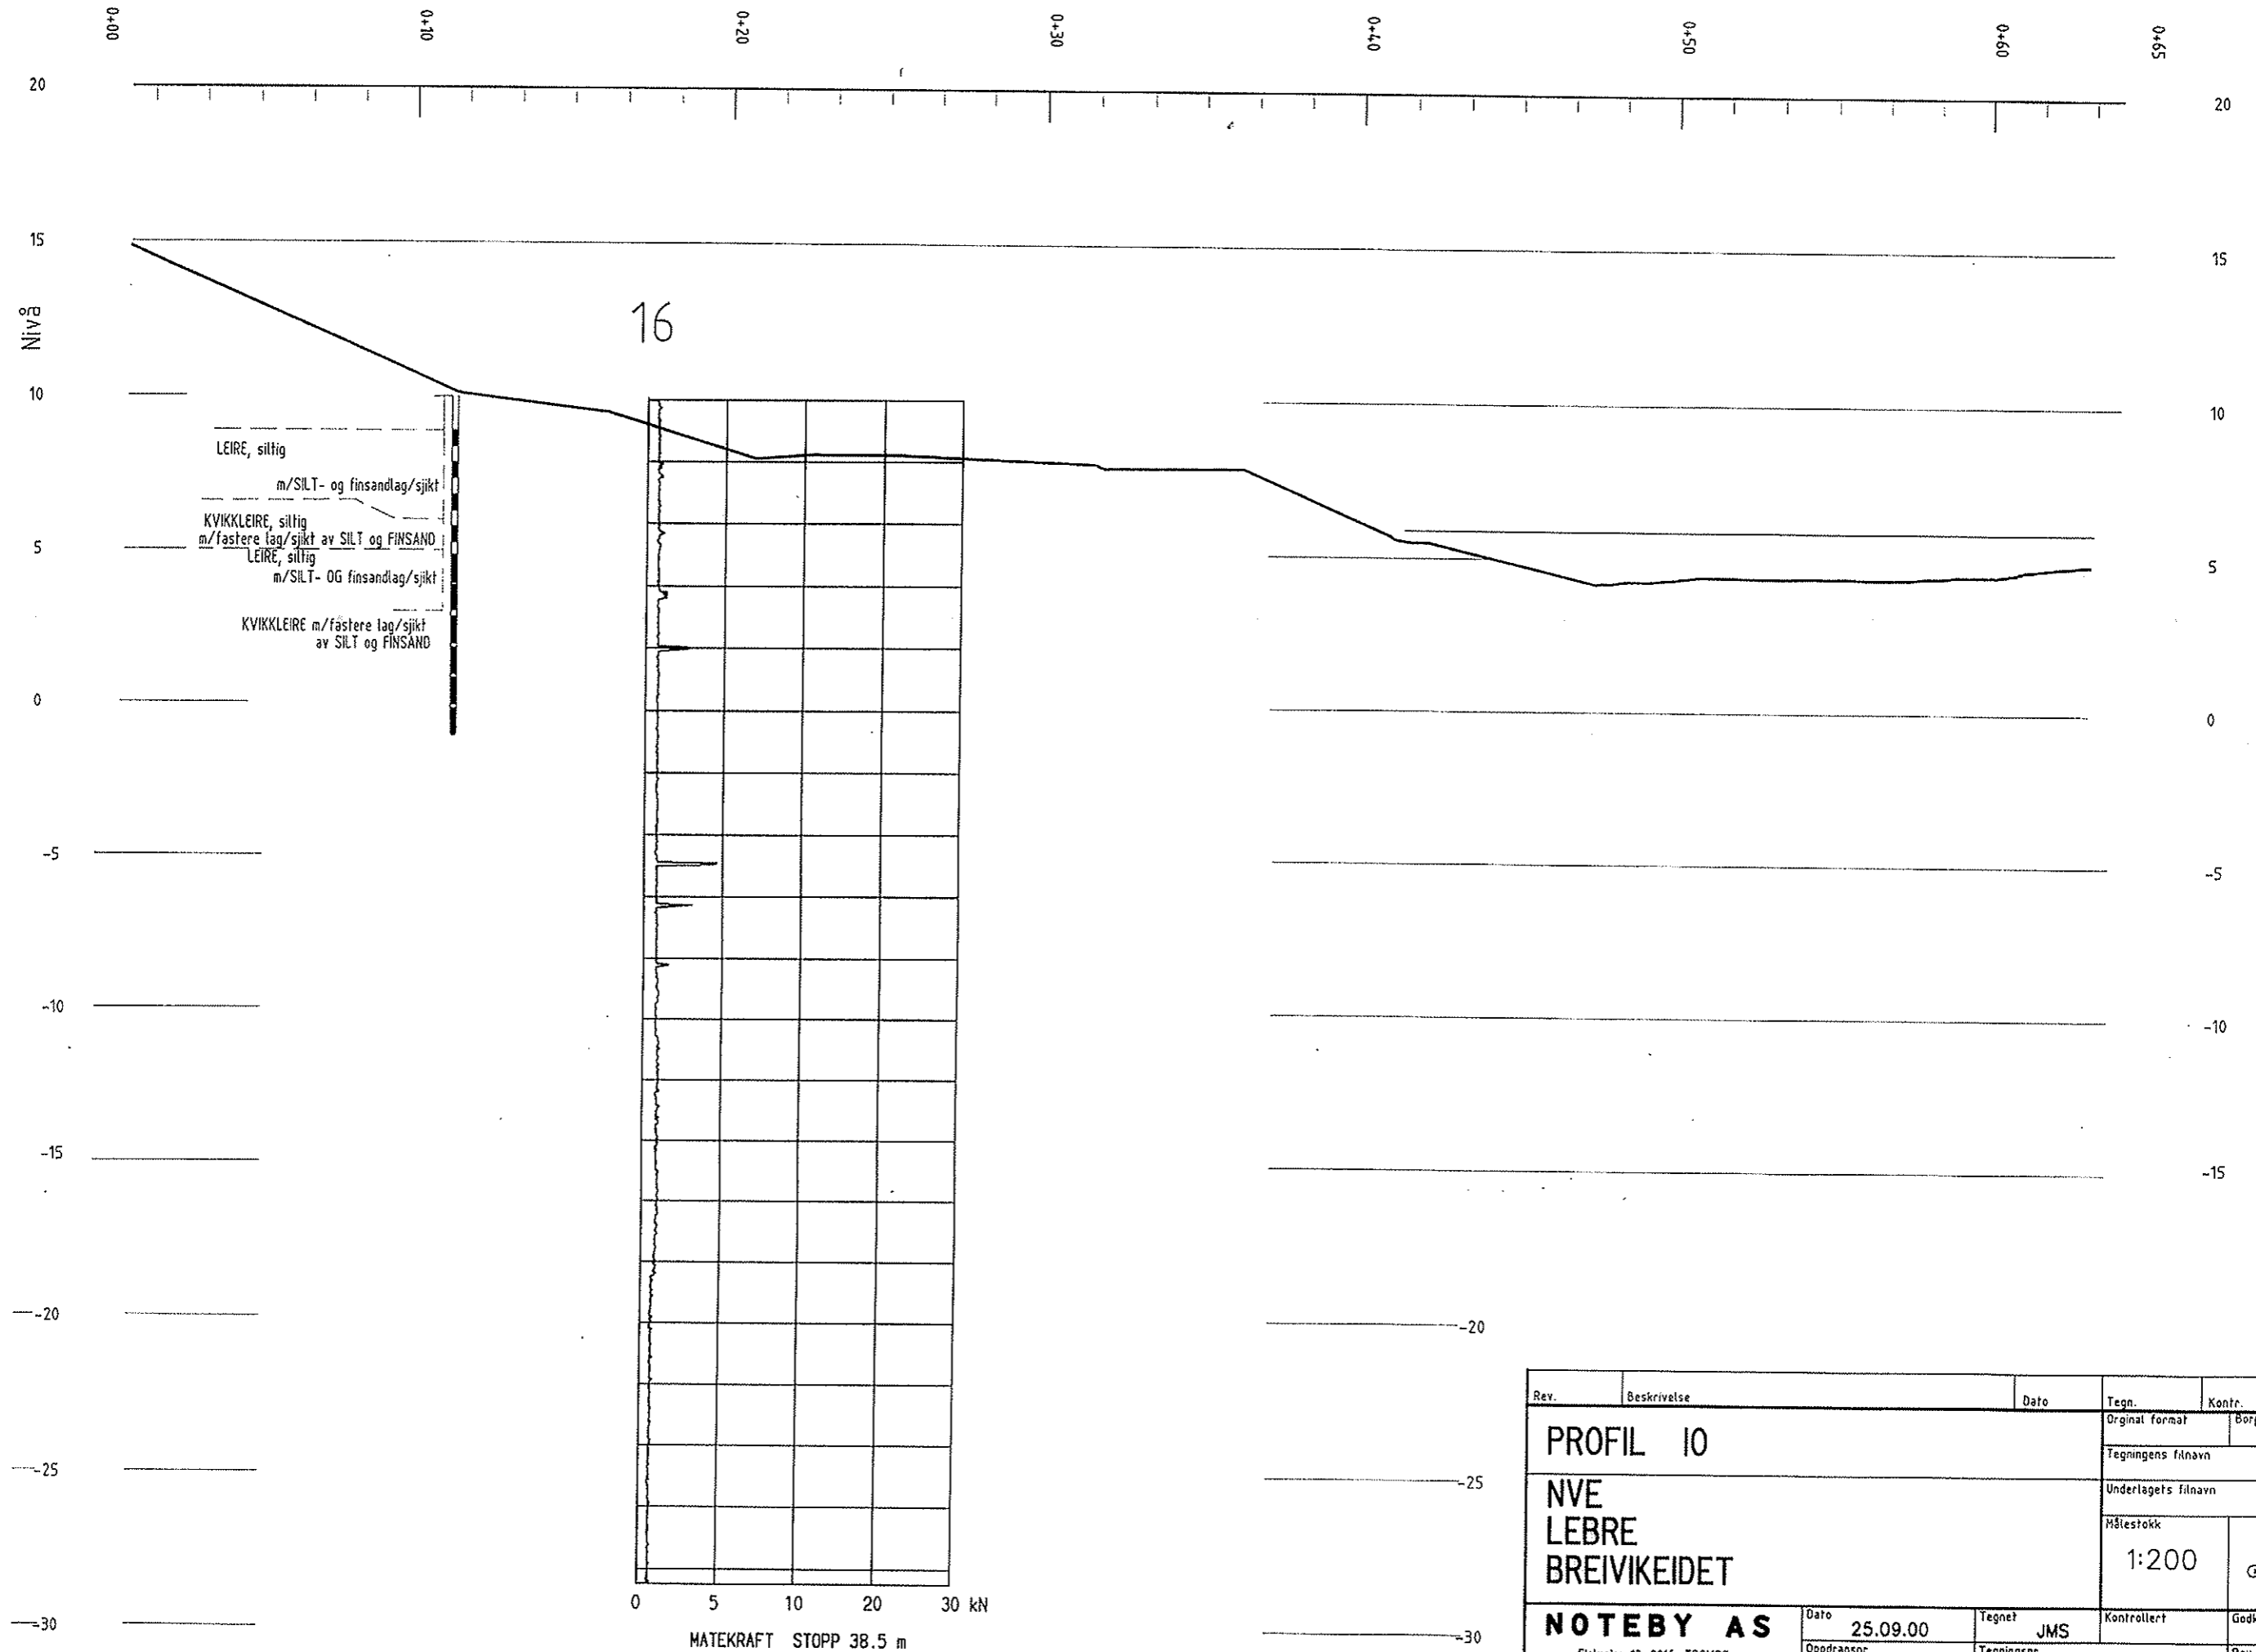 0+00 0+10 0+20 0+30 0+40 0+50 0+60 0+65
20 20
15 15
Nivå
16
10 10
LEIRE, siltig
m/SILT- og finsandlag/sjikt
KVIKKLEIRE, siltig
m/fastere lag/sjikt av SILT og FINSAND
5 5
LEIRE, siltig
m/SILT- OG finsandlag/sjikt
KVIKKLEIRE m/fastere lag/sjikt
av SILT og FINSAND
0 0
-5 -5
-10 -10
-15 -15
-20 -20
-25 -25
-30 -30
0 5 10 20 30 kN
MATEKRAFT STOPP 38.5 m
Rev. Beskrivelse Dato Tegn. Kontr.
PROFIL 10
Orginal format
Tegningens filnavn
NVE
LEBRE
BREIVIKEIDET
Underlagets filnavn
Målestokk
1:200
NOTEBY AS
Dato
25.09.00
Tegnet
JMS
Kontrollert